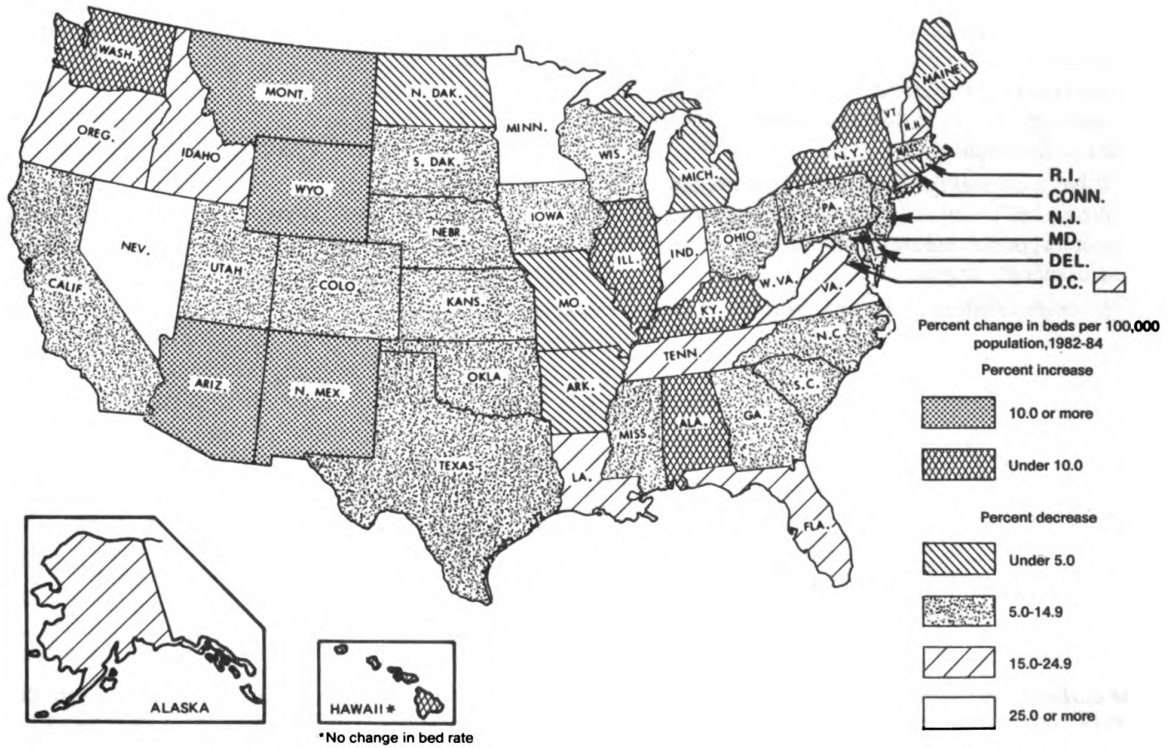 WASH.
MONT.
N. DAK.
MINN.
MAINE
VT
N.H.
OREG.
IDAHO
S. DAK.
WIS.
MICH.
N.Y.
MASS.
WYO.
R.I.
CONN.
N.J.
MD.
DEL.
D.C.
NEV.
IOWA
NEBR.
PA.
UTAH
COLO.
ILL.
IND.
OHIO
W. VA.
VA.
CALIF.
KANS.
MO.
KY.
N.C.
TENN.
ARIZ.
N. MEX.
OKLA.
ARK.
S.C.
MISS.
ALA.
GA.
TEXAS
LA.
FLA.
ALASKA
HAWAII*
*No change in bed rate
Percent change in beds per 100,000
population, 1982-84
Percent increase
10.0 or more
Under 10.0
Percent decrease
Under 5.0
5.0-14.9
15.0-24.9
25.0 or more